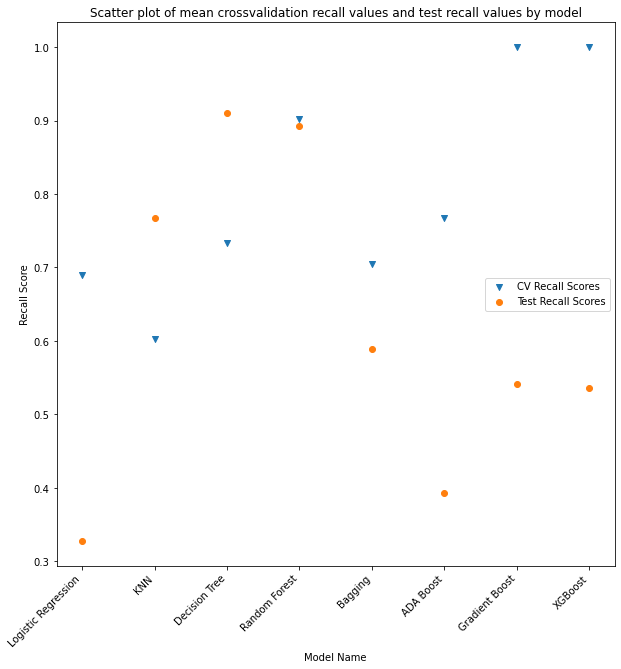 Scatter plot of mean crossvalidation recall values and test recall values by model
1.0
0.9
0.8
0.7
0.6
0.5
0.4
0.3
Recall Score
CV Recall Scores
Test Recall Scores
Logistic Regression
KNN
Decision Tree
Random Forest
Bagging
ADA Boost
Gradient Boost
XGBoost
Model Name